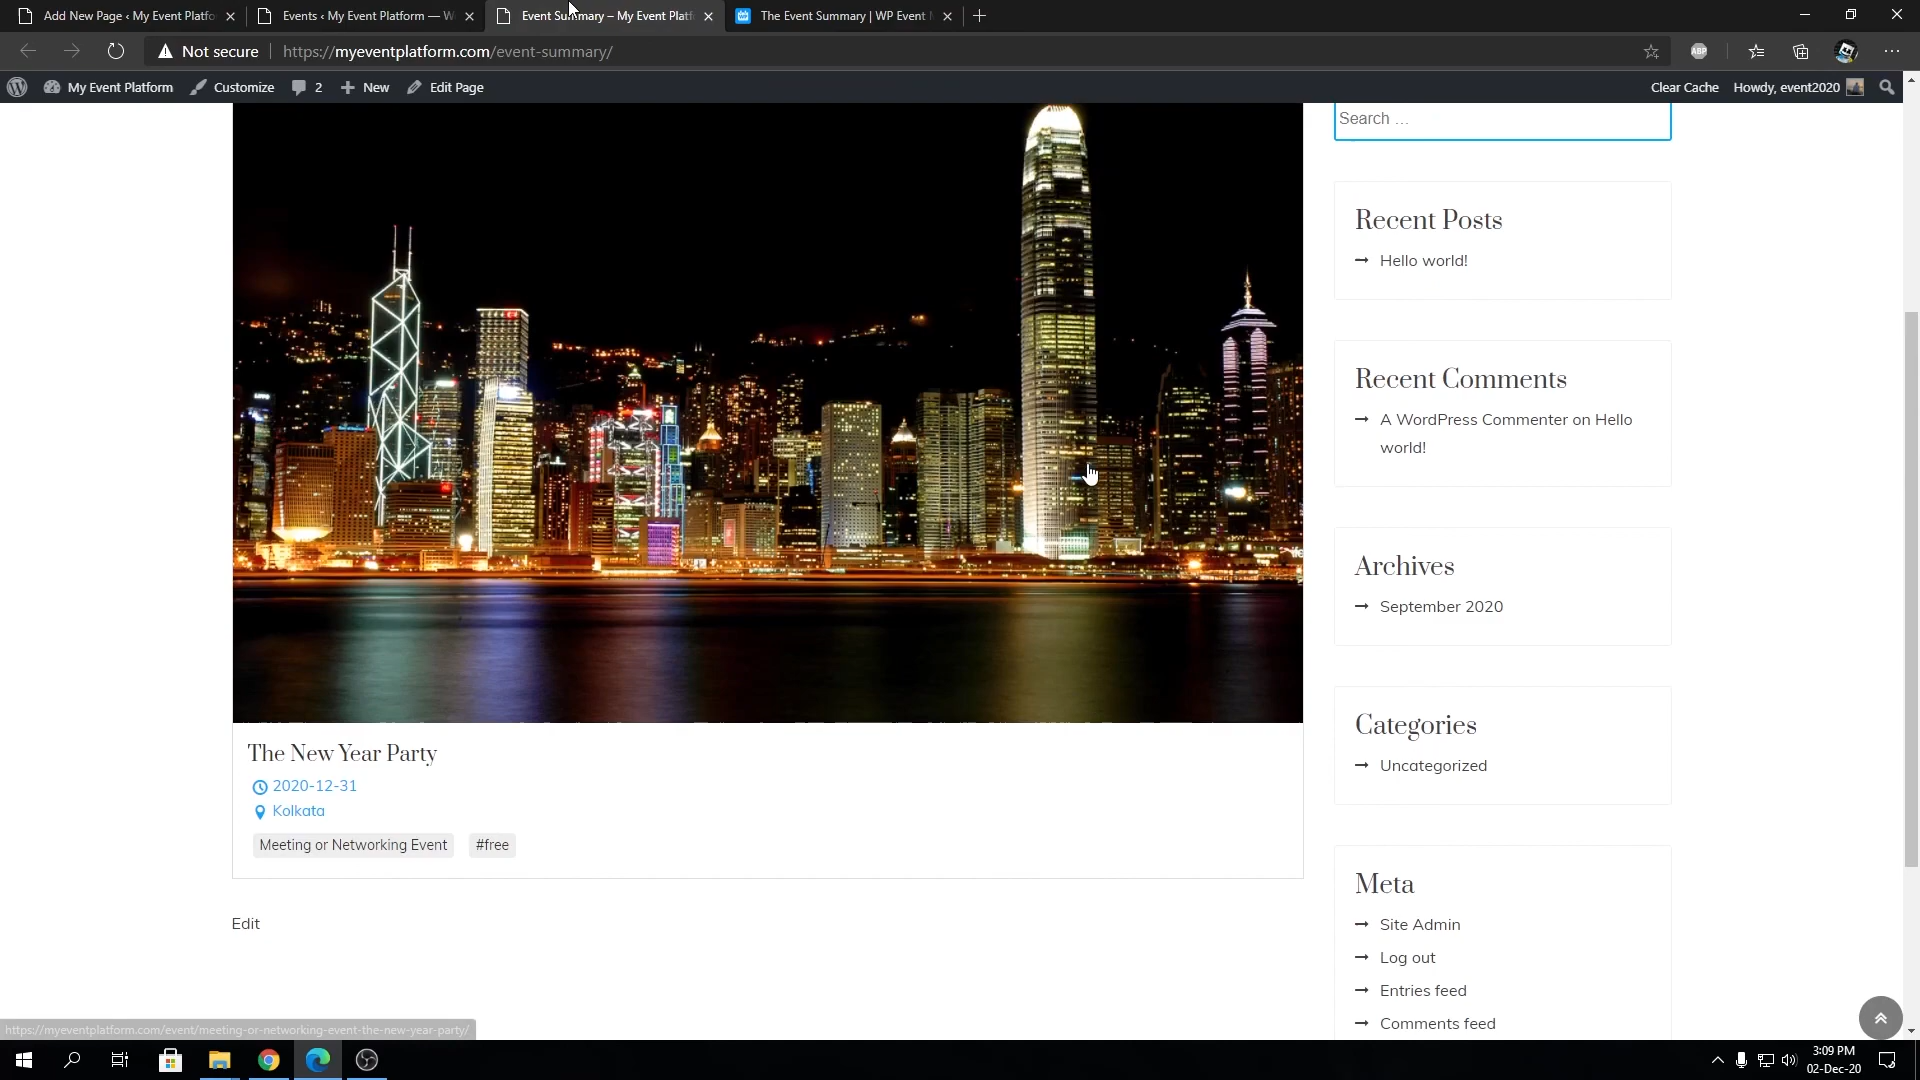 Add New Page ‹ My Event Platfo
Events ‹ My Event Platform — W
Event Summary – My Event Platf
The Event Summary | WP Event M
Not secure
https://myeventplatform.com/event-summary/
ABP
My Event Platform
Customize
2
New
Edit Page
Clear Cache
Howdy, event2020
Search …
Recent Posts
Hello world!
Recent Comments
A WordPress Commenter on Hello
world!
Archives
September 2020
Categories
Uncategorized
Meta
Site Admin
Log out
Entries feed
Comments feed
The New Year Party
2020-12-31
Kolkata
Meeting or Networking Event
#free
Edit
https://myeventplatform.com/event/meeting-or-networking-event-the-new-year-party/
3:09 PM
02-Dec-20